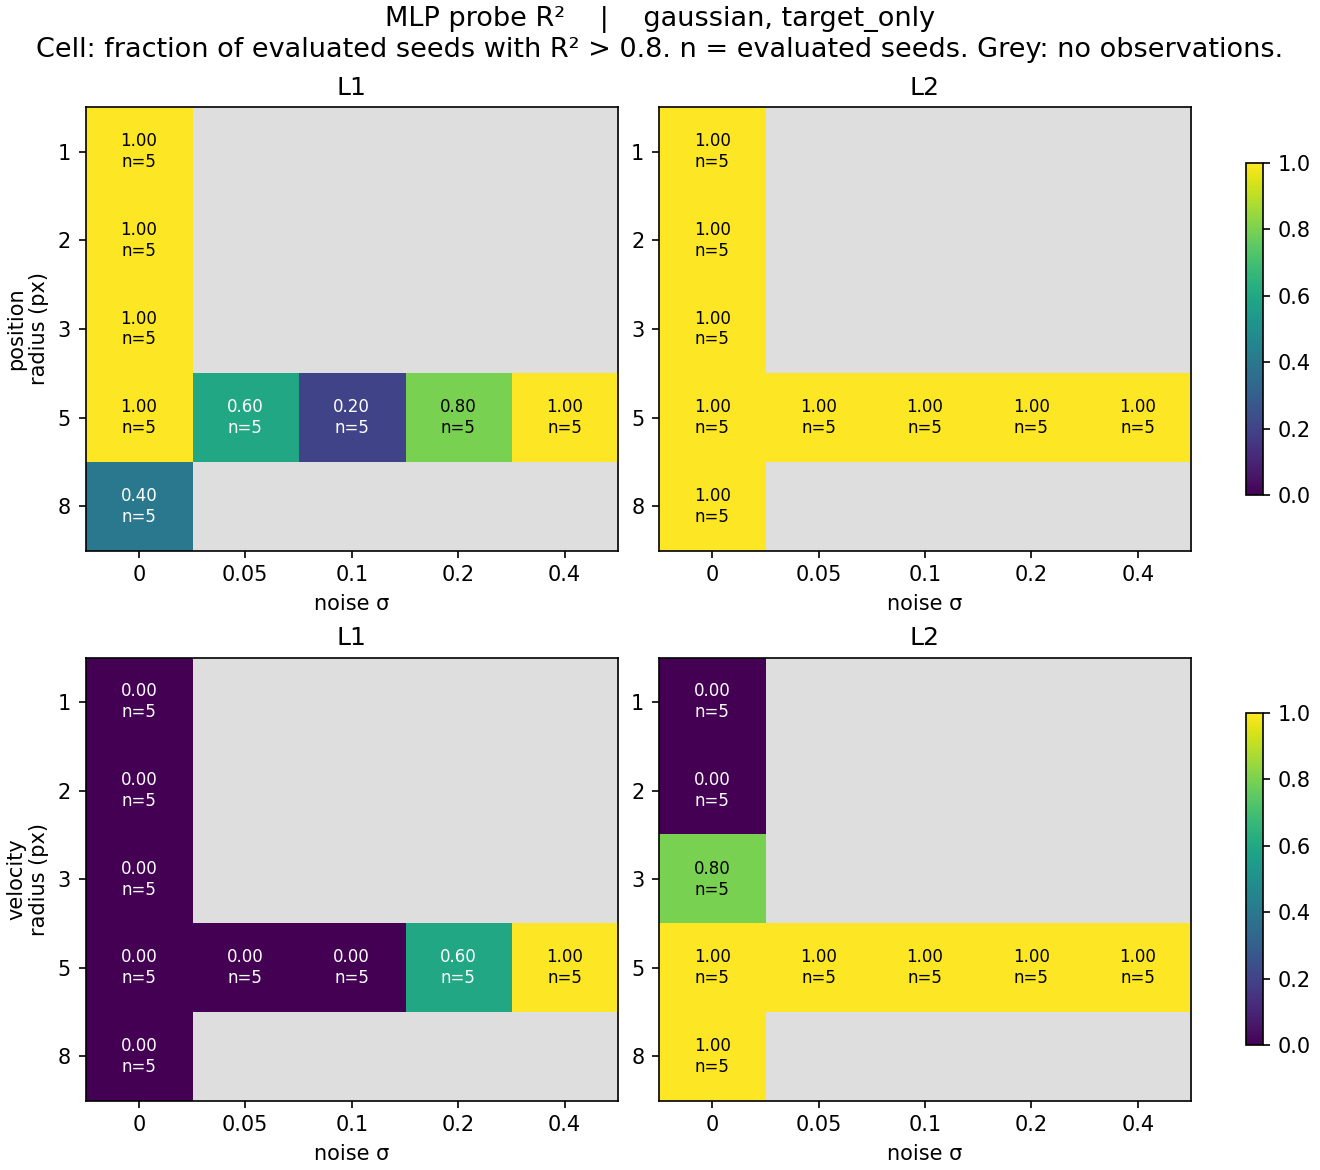 MLP probe R² | gaussian, target_only
Cell: fraction of evaluated seeds with R² > 0.8. n = evaluated seeds. Grey: no observations.
L1
position
radius (px)
1
2
3
5
8
1.00
n=5
1.00
n=5
1.00
n=5
1.00 0.60 0.20 0.80 1.00
n=5 n=5 n=5 n=5 n=5
0.40
n=5
0 0.05 0.1 0.2 0.4
noise σ
L2
1
2
3
5
8
1.00
n=5
1.00
n=5
1.00
n=5
1.00 1.00 1.00 1.00 1.00
n=5 n=5 n=5 n=5 n=5
1.00
n=5
0 0.05 0.1 0.2 0.4
noise σ
1.0
0.8
0.6
0.4
0.2
0.0
L1
velocity
radius (px)
1
2
3
5
8
0.00
n=5
0.00
n=5
0.00
n=5
0.00 0.00 0.00 0.60 1.00
n=5 n=5 n=5 n=5 n=5
0.00
n=5
0 0.05 0.1 0.2 0.4
noise σ
L2
1
2
3
5
8
0.00
n=5
0.00
n=5
0.80
n=5
1.00 1.00 1.00 1.00 1.00
n=5 n=5 n=5 n=5 n=5
1.00
n=5
0 0.05 0.1 0.2 0.4
noise σ
1.0
0.8
0.6
0.4
0.2
0.0